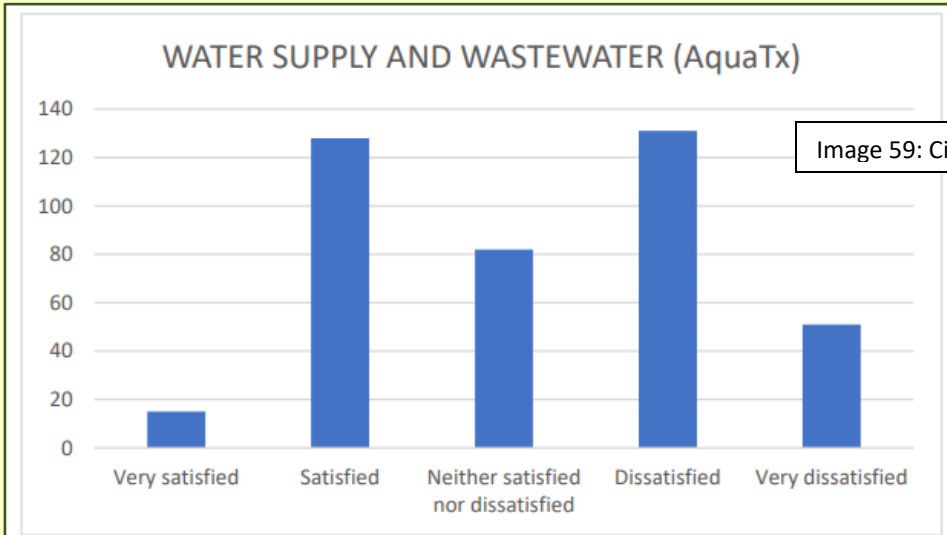 WATER SUPPLY AND WASTEWATER (AquaTx)
140
Image 59:
120
100
80
60
40
20
0
Very satisfied
Satisfied
Neither satisfied
nor dissatisfied
Dissatisfied
Very dissatisfied